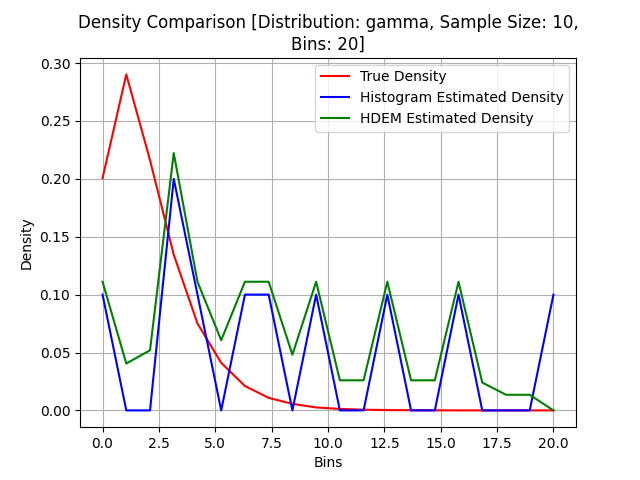 Density Comparison [Distribution: gamma, Sample Size: 10,
Bins: 20]
True Density
Histogram Estimated Density
HDEM Estimated Density
Density
0.30
0.25
0.20
0.15
0.10
0.05
0.00
0.0 2.5 5.0 7.5 10.0 12.5 15.0 17.5 20.0
Bins